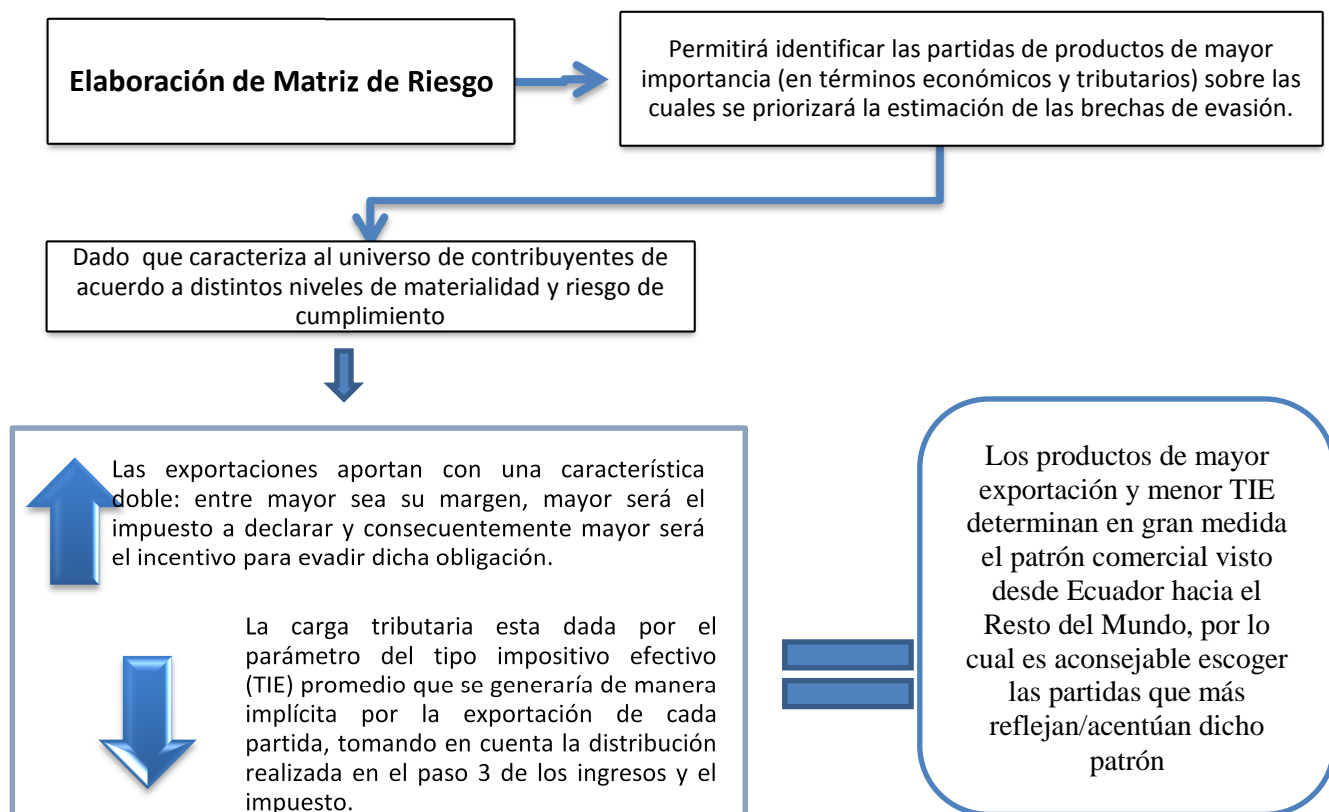 Elaboración de Matriz de Riesgo
Permitirá identificar las partidas de productos de mayor
importancia (en términos económicos y tributarios) sobre las
cuales se priorizará la estimación de las brechas de evasión.
Dado que caracteriza al universo de contribuyentes de
acuerdo a distintos niveles de materialidad y riesgo de
cumplimiento
Las exportaciones aportan con una característica
doble: entre mayor sea su margen, mayor será el
impuesto a declarar y consecuentemente mayor será
el incentivo para evadir dicha obligación.
La carga tributaria esta dada por el
parámetro del tipo impositivo efectivo
(TIE) promedio que se generaría de manera
implícita por la exportación de cada
partida, tomando en cuenta la distribución
realizada en el paso 3 de los ingresos y el
impuesto.
Los productos de mayor
exportación y menor TIE
determinan en gran medida
el patrón comercial visto
desde Ecuador hacia el
Resto del Mundo, por lo
cual es aconsejable escoger
las partidas que más
reflejan/acentúan dicho
patrón